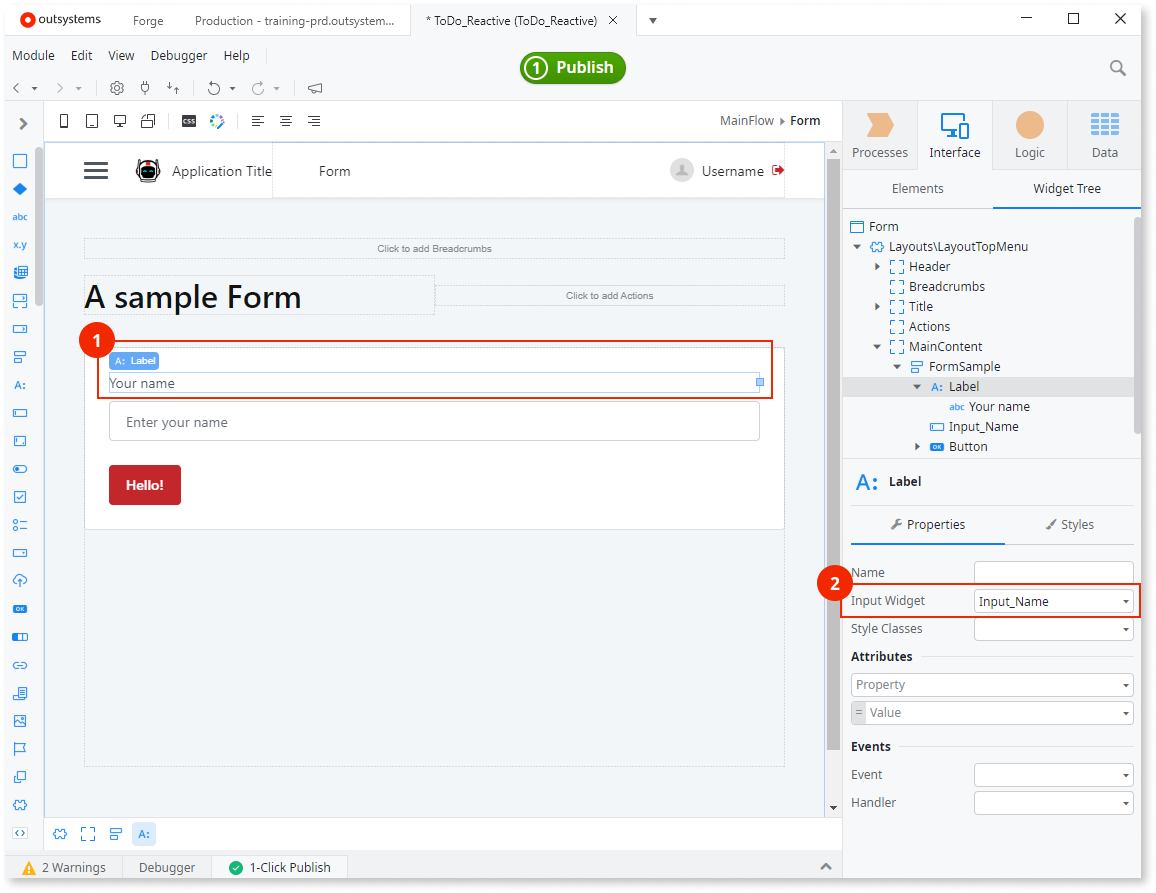 outsystems Forge Production - training-prd.outsystem... * ToDo_Reactive (ToDo_Reactive)
Module Edit View Debugger Help
1 Publish
CSS
MainFlow Form
Processes Interface Logic Data
Elements Widget Tree
Application Title Form Username
Click to add Breadcrumbs
A sample Form
Click to add Actions
1
A: Label
Your name
Enter your name
Hello!
abc
x.y
A:
OK
Form
Layouts\LayoutTopMenu
Header
Breadcrumbs
Title
Actions
MainContent
FormSample
A: Label
abc Your name
Input_Name
OK Button
A: Label
Properties Styles
Name
2
Input Widget Input_Name
Style Classes
Attributes
Property
= Value
Events
Event
Handler
A:
2 Warnings Debugger 1-Click Publish